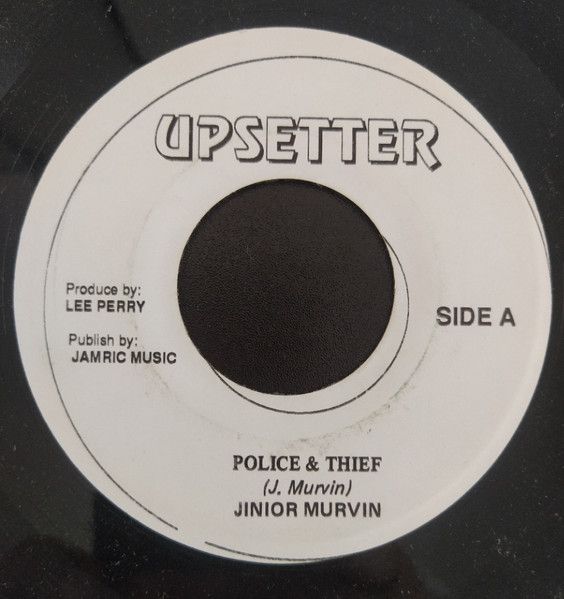 UPSETTER
Produce by:
LEE PERRY
Publish by:
JAMRIC MUSIC
SIDE A
POLICE & THIEF
(J. Murvin)
JINIOR MURVIN